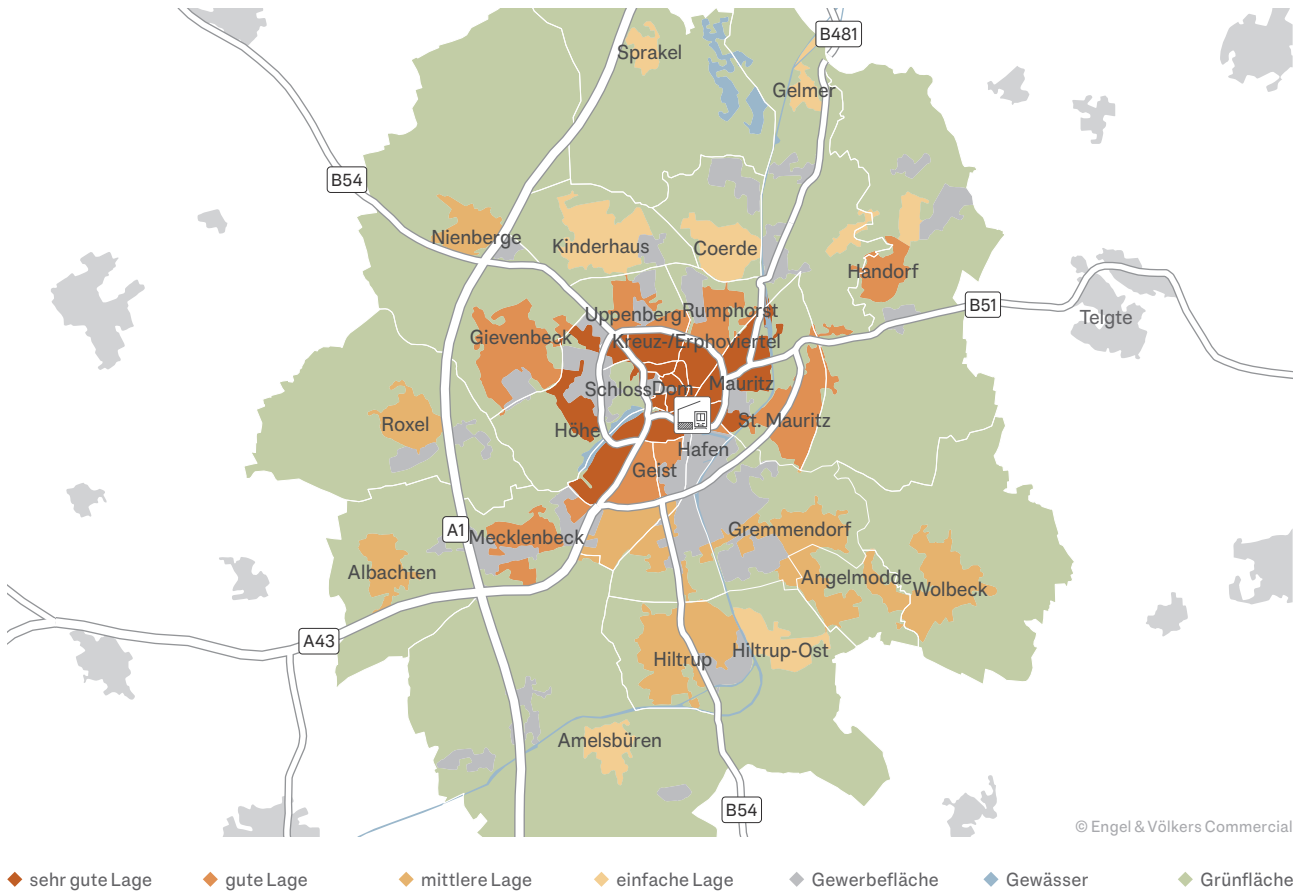 B481
Sprakel
Gelmer
B54
Nienberge
Kinderhaus
Coerde
Handorf
B51
Telgte
Uppenberg
Rumphorst
Gievenbeck
Kreuz-/Erphoviertel
Schloss
Dom
Mauritz
Roxel
Höhe
St. Mauritz
Hafen
Geist
A1
Mecklenbeck
Gremmendorf
Albachten
Angelmodde
Wolbeck
A43
Hiltrup
Hiltrup-Ost
Amelsbüren
B54
© Engel & Völkers Commercial
sehr gute Lage
gute Lage
mittlere Lage
einfache Lage
Gewerbefläche
Gewässer
Grünfläche